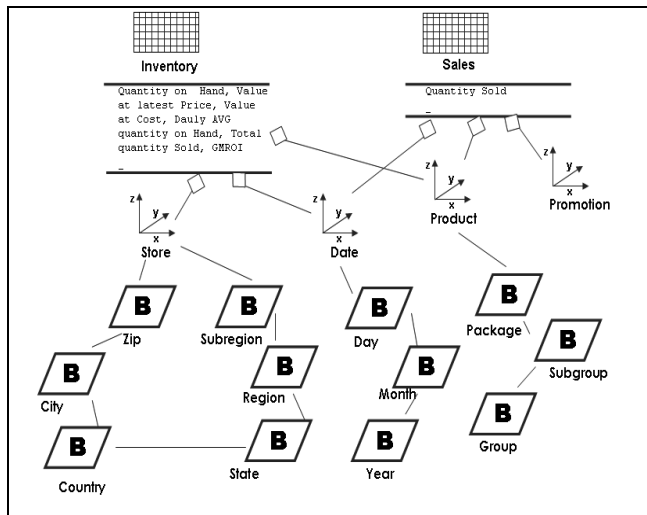 Inventory
Sales
Quantity on Hand, Value
at latest Price, Value
at Cost, Dauly AVG
quantity on Hand, Total
quantity Sold, GMROI
_
Quantity Sold
_
z
y
x
Store
z
y
x
Date
z
y
x
Product
z
y
x
Promotion
B
Zip
B
Subregion
B
Day
B
Package
B
City
B
Region
B
Month
B
Subgroup
B
Country
B
State
B
Year
B
Group